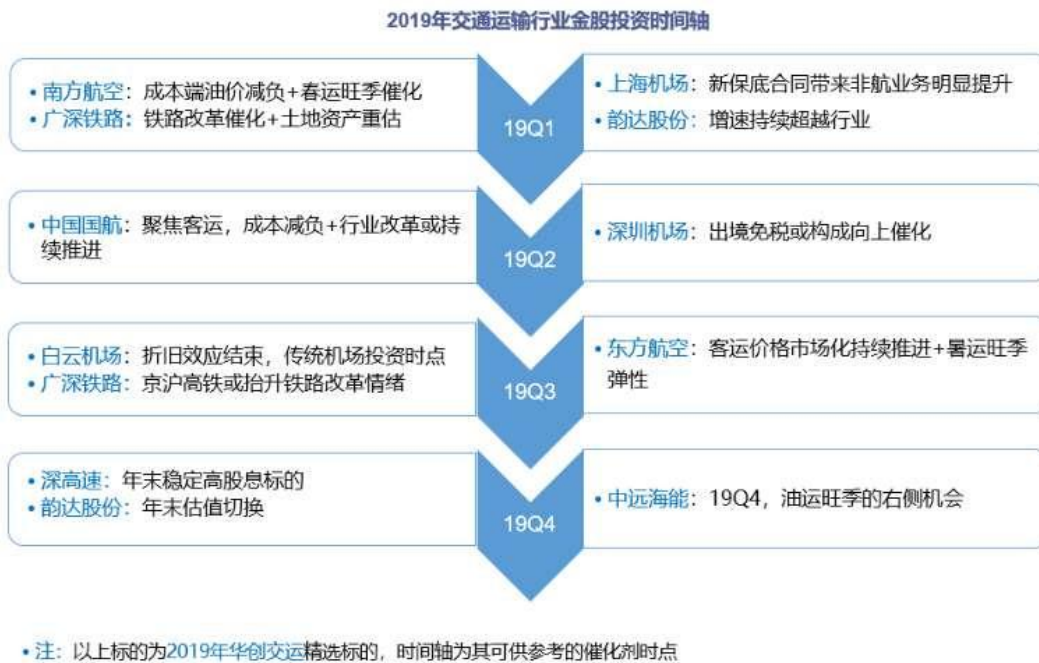 2019年交通运输行业金股投资时间轴
• 南方航空：成本端油价减负+春运旺季催化
• 广深铁路：铁路改革催化+土地资产重估
19Q1
• 上海机场：新保底合同带来非航业务明显提升
• 韵达股份：增速持续超越行业
• 中国国航：聚焦客运，成本减负+行业改革或持
续推进
19Q2
• 深圳机场：出境免税或构成向上催化
• 白云机场：折旧效应结束，传统机场投资时点
• 广深铁路：京沪高铁或抬升铁路改革情绪
19Q3
• 东方航空：客运价格市场化持续推进+暑运旺季
弹性
• 深高速：年末稳定高股息标的
• 韵达股份：年末估值切换
19Q4
• 中远海能：19Q4，油运旺季的右侧机会
• 注：以上标的为2019年华创交运精选标的，时间轴为其可供参考的催化剂时点